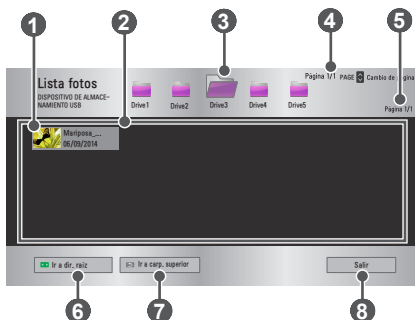 1
2
3
4
5
Lista fotos
DISPOSITIVO DE ALMACE-
NAMIENTO USB
Drive1
Drive2
Drive3
Drive4
Drive5
Página 1/1
PAGE
Cambio de página
Página 1/1
Mariposa_...
06/09/2014
Ir a dir. raíz
Ir a carp. superior
Salir
6
7
8